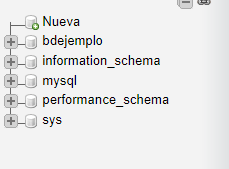 Nueva
bdejemplo
information_schema
mysql
performance_schema
sys